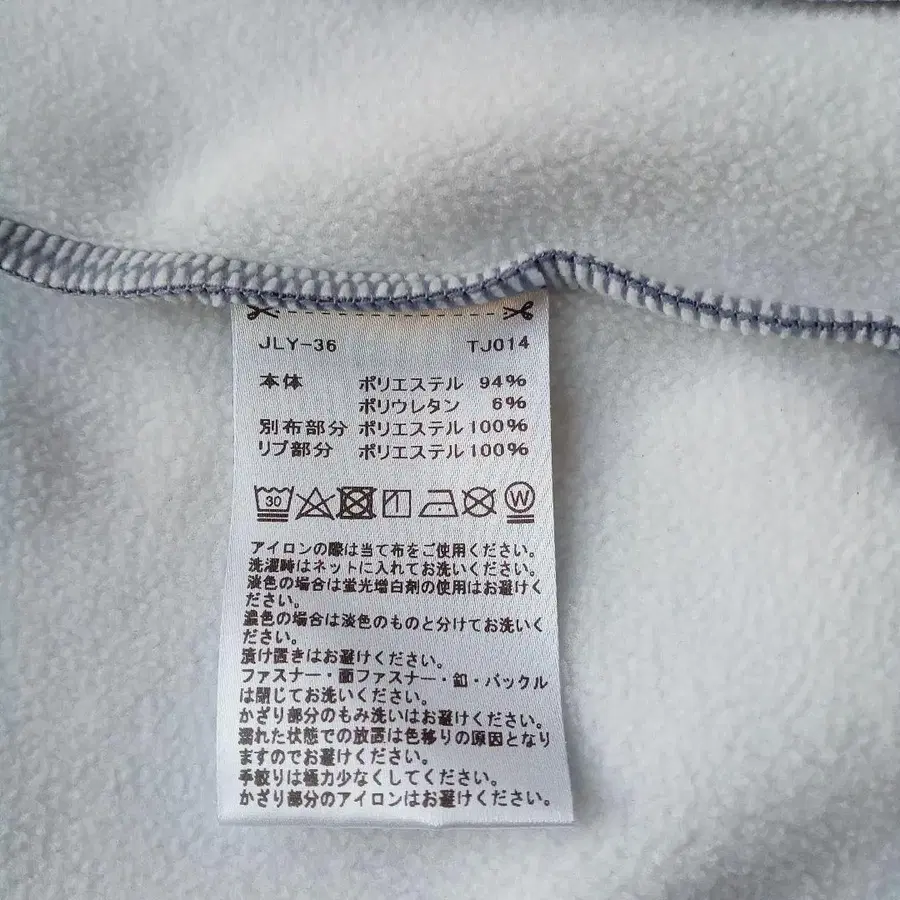 JLY-36 TJ014
本体 ポリエステル 94%
ポリウレタン 6%
別布部分 ポリエステル 100%
リブ部分 ポリエステル 100%
30 W
アイロンの際は当て布をご使用ください。
洗濯時はネットに入れてお洗いください。
淡色の場合は蛍光増白剤の使用はお避けく
ださい。
濃色の場合は淡色のものと分けてお洗いく
ださい。
漬け置きはお避けください。
ファスナー・面ファスナー・釦・バックル
は閉じてお洗いください。
かざり部分のもみ洗いはお避けください。
濡れた状態での放置は色移りの原因となり
ますのでお避けください。
手絞りは極力少なくしてください。
かざり部分のアイロンはお避けください。